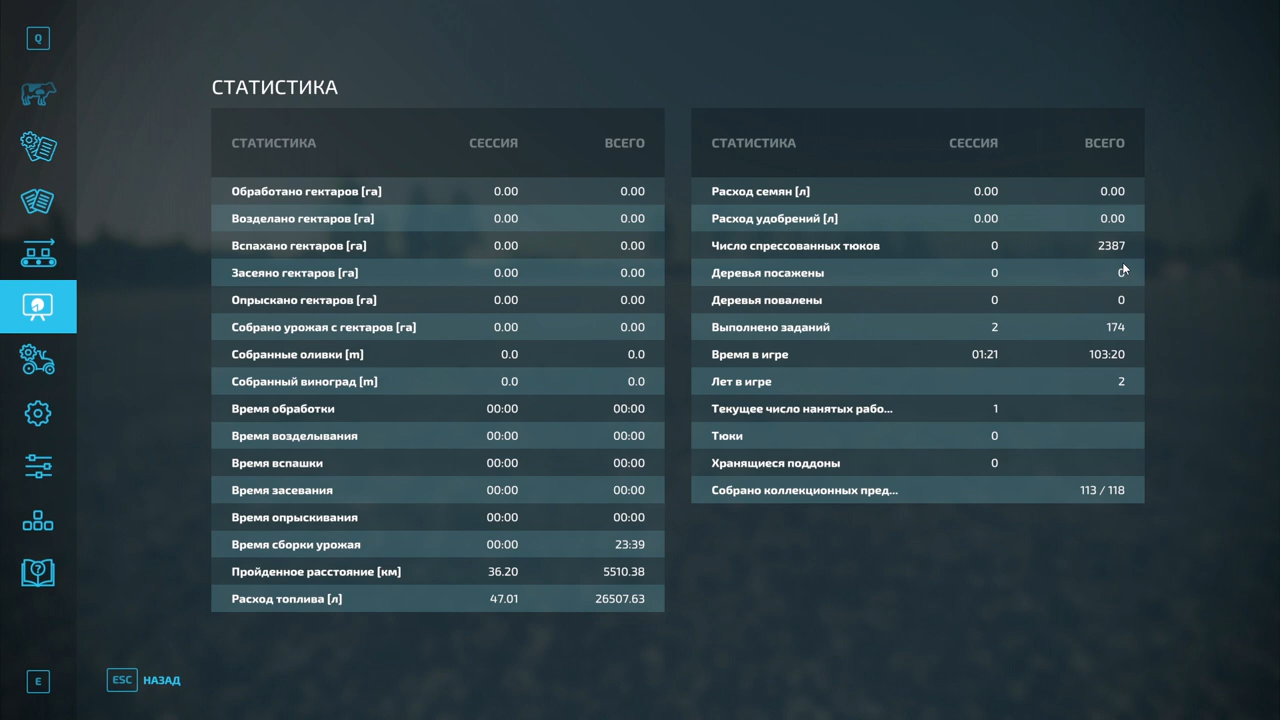 Q
СТАТИСТИКА
СТАТИСТИКА СЕССИЯ ВСЕГО
Обработано гектаров [га] 0.00 0.00
Возделано гектаров [га] 0.00 0.00
Вспахано гектаров [га] 0.00 0.00
Засеяно гектаров [га] 0.00 0.00
Опрыскано гектаров [га] 0.00 0.00
Собрано урожая с гектаров [га] 0.00 0.00
Собранные оливки [m] 0.0 0.0
Собранный виноград [m] 0.0 0.0
Время обработки 00:00 00:00
Время возделывания 00:00 00:00
Время вспашки 00:00 00:00
Время засевания 00:00 00:00
Время опрыскивания 00:00 00:00
Время сборки урожая 00:00 23:39
Пройденное расстояние [км] 36.20 5510.38
Расход топлива [л] 47.01 26507.63
СТАТИСТИКА СЕССИЯ ВСЕГО
Расход семян [л] 0.00 0.00
Расход удобрений [л] 0.00 0.00
Число спрессованных тюков 0 2387
Деревья посажены 0 0
Деревья повалены 0 0
Выполнено заданий 2 174
Время в игре 01:21 103:20
Лет в игре 2
Текущее число нанятых рабо... 1
Тюки 0
Хранящиеся поддоны 0
Собрано коллекционных пред... 113 / 118
E
ESC НАЗАД